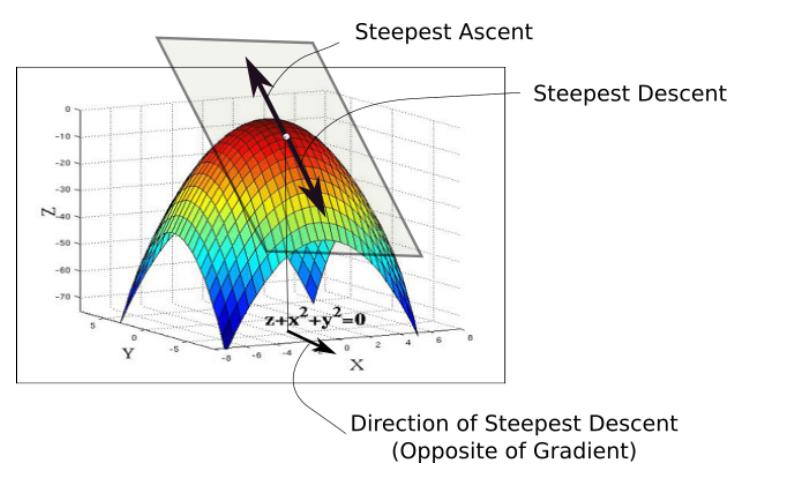 Steepest Ascent
Steepest Descent
0
-10
-20
-30
-40
-50
-60
-70
Z
5
0
-5
Y
-8
-6
-4
0
2
4
6
8
X
z+x²+y²=0
Direction of Steepest Descent
(Opposite of Gradient)